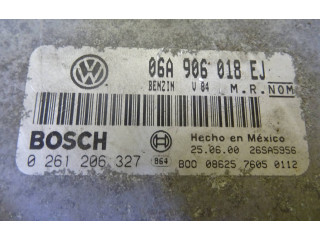 06A 906 018 EJ
BENZIN V 84 M.R.NOM
BOSCH Hecho en México
25.06.00 26SA5956
0 261 206 327 864 B00 08625 7605 0112